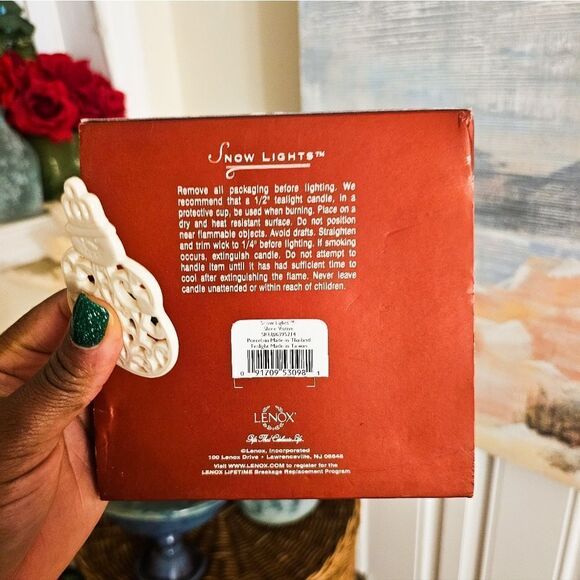 SNOW LIGHTS™
Remove all packaging before lighting. We
recommend that a 1/2" tealight candle, in a
protective cup, be used when burning. Place on a
dry and heat resistant surface. Do not position
near flammable objects. Avoid drafts. Straighten
and trim wick to 1/4" before lighting. If smoking
occurs, extinguish candle. Do not attempt to
handle item until it has had sufficient time to
cool after extinguishing the flame. Never leave
candle unattended or within reach of children.
Snow Lights™
Porcelain Made in Thailand
Tealight Made in Taiwan
0 91709 53098 1
LENOX®
Gifts That Celebrate Life.
©Lenox, Incorporated
100 Lenox Drive • Lawrenceville, NJ 08648
Visit WWW.LENOX.COM to register for the
LENOX LIFETIME Breakage Replacement Program